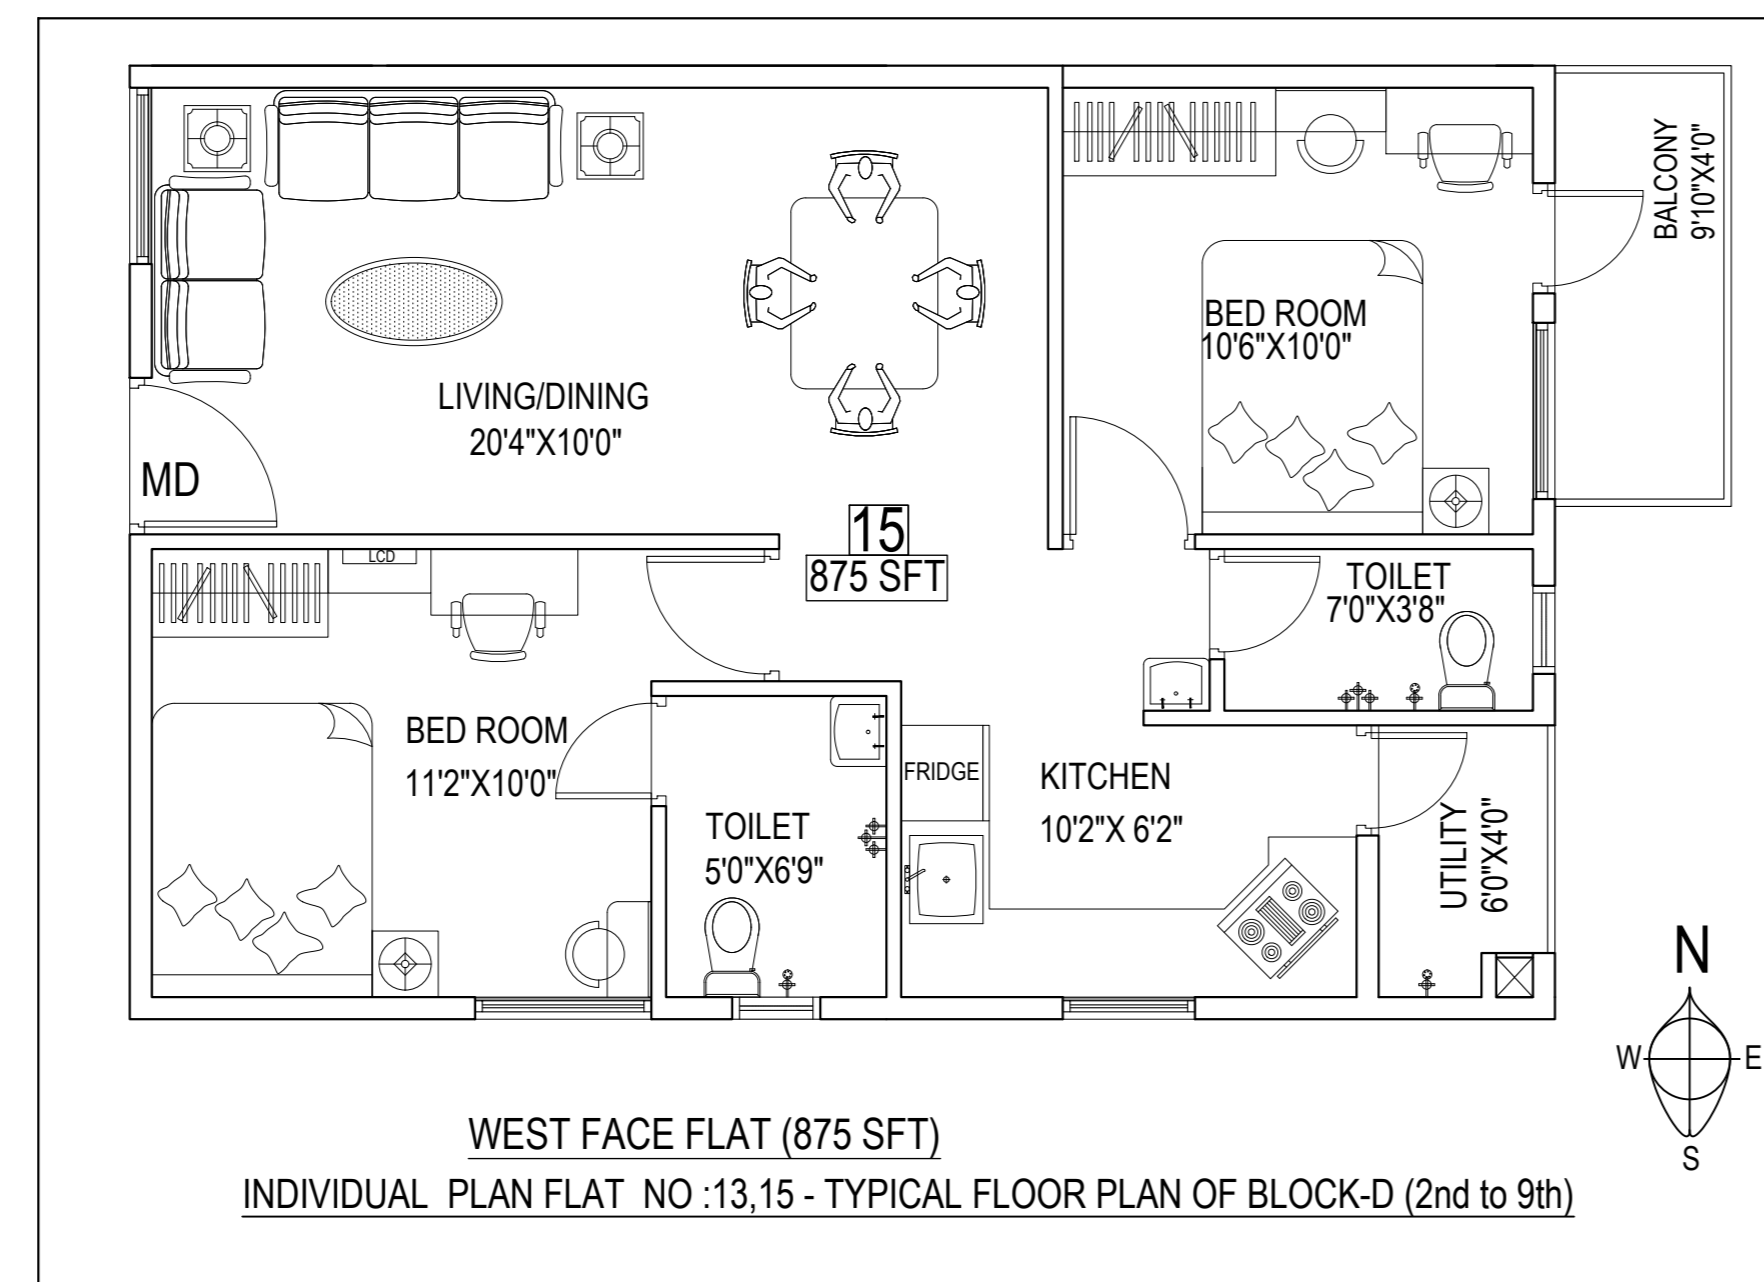 BALCONY
9'10"X4'0"
BED ROOM
10'6"X10'0"
LIVING/DINING
20'4"X10'0"
MD
15
875 SFT
LCD
TOILET
7'0"X3'8"
BED ROOM
11'2"X10'0"
FRIDGE
KITCHEN
10'2"X 6'2"
TOILET
5'0"X6'9"
UTILITY
6'0"X4'0"
N
W
E
S
WEST FACE FLAT (875 SFT)
INDIVIDUAL PLAN FLAT NO :13,15 - TYPICAL FLOOR PLAN OF BLOCK-D (2nd to 9th)